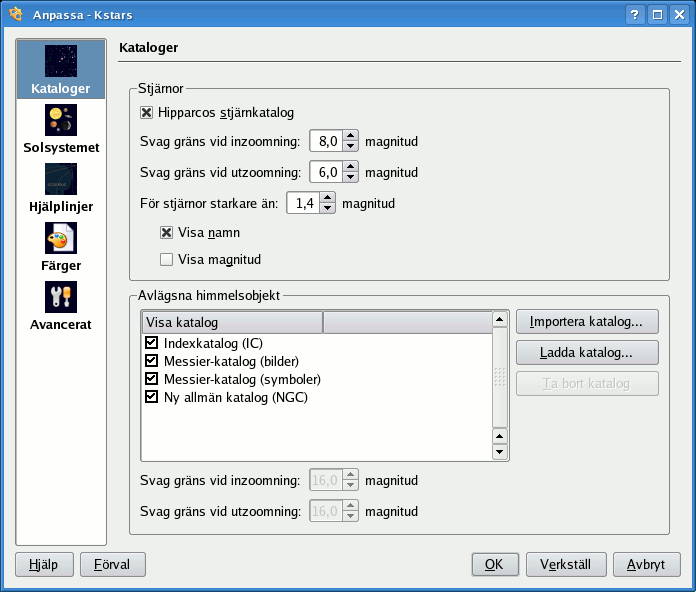 Anpassa - Kstars
Kataloger
Solsystemet
Hjälplinjer
Färger
Avancerat
Kataloger
Stjärnor
Hipparcos stjärnkatalog
Svag gräns vid inzoomning: 8,0 magnitud
Svag gräns vid utzoomning: 6,0 magnitud
För stjärnor starkare än: 1,4 magnitud
Visa namn
Visa magnitud
Avlägsna himmelsobjekt
Visa katalog
Indexkatalog (IC)
Messier-katalog (bilder)
Messier-katalog (symboler)
Ny allmän katalog (NGC)
Importera katalog...
Ladda katalog...
Ta bort katalog
Svag gräns vid inzoomning: 16,0 magnitud
Svag gräns vid utzoomning: 16,0 magnitud
Hjälp Förval OK Verkställ Avbryt